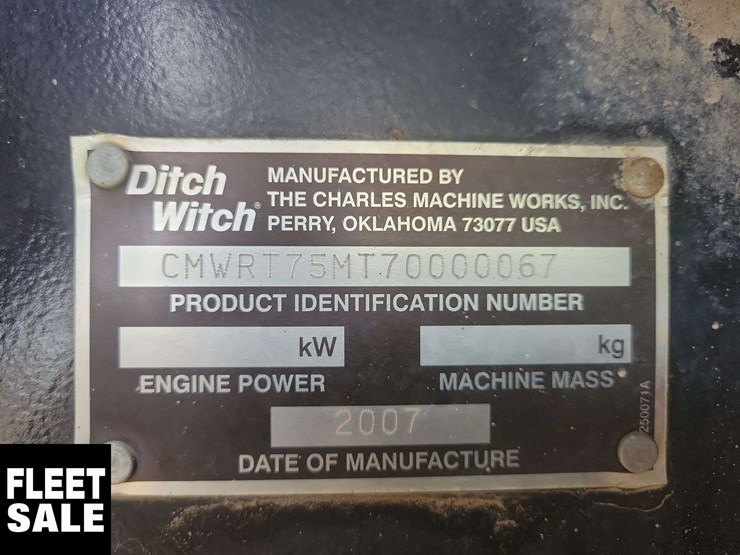 Ditch Witch®
MANUFACTURED BY
THE CHARLES MACHINE WORKS, INC.
PERRY, OKLAHOMA 73077 USA
CMWRT75MT70000067
PRODUCT IDENTIFICATION NUMBER
kW
kg
ENGINE POWER
MACHINE MASS
250071A
2007
DATE OF MANUFACTURE
FLEET
SALE